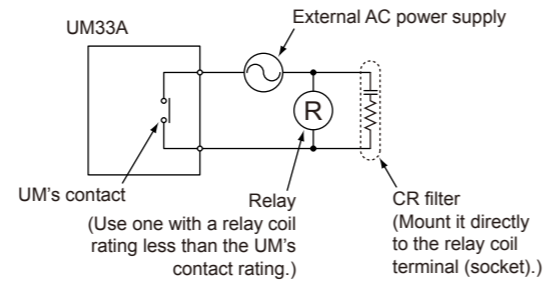 External AC power supply
UM33A
R
UM's contact
Relay
(Use one with a relay coil
rating less than the UM's
contact rating.)
CR filter
(Mount it directly
to the relay coil
terminal (socket).)